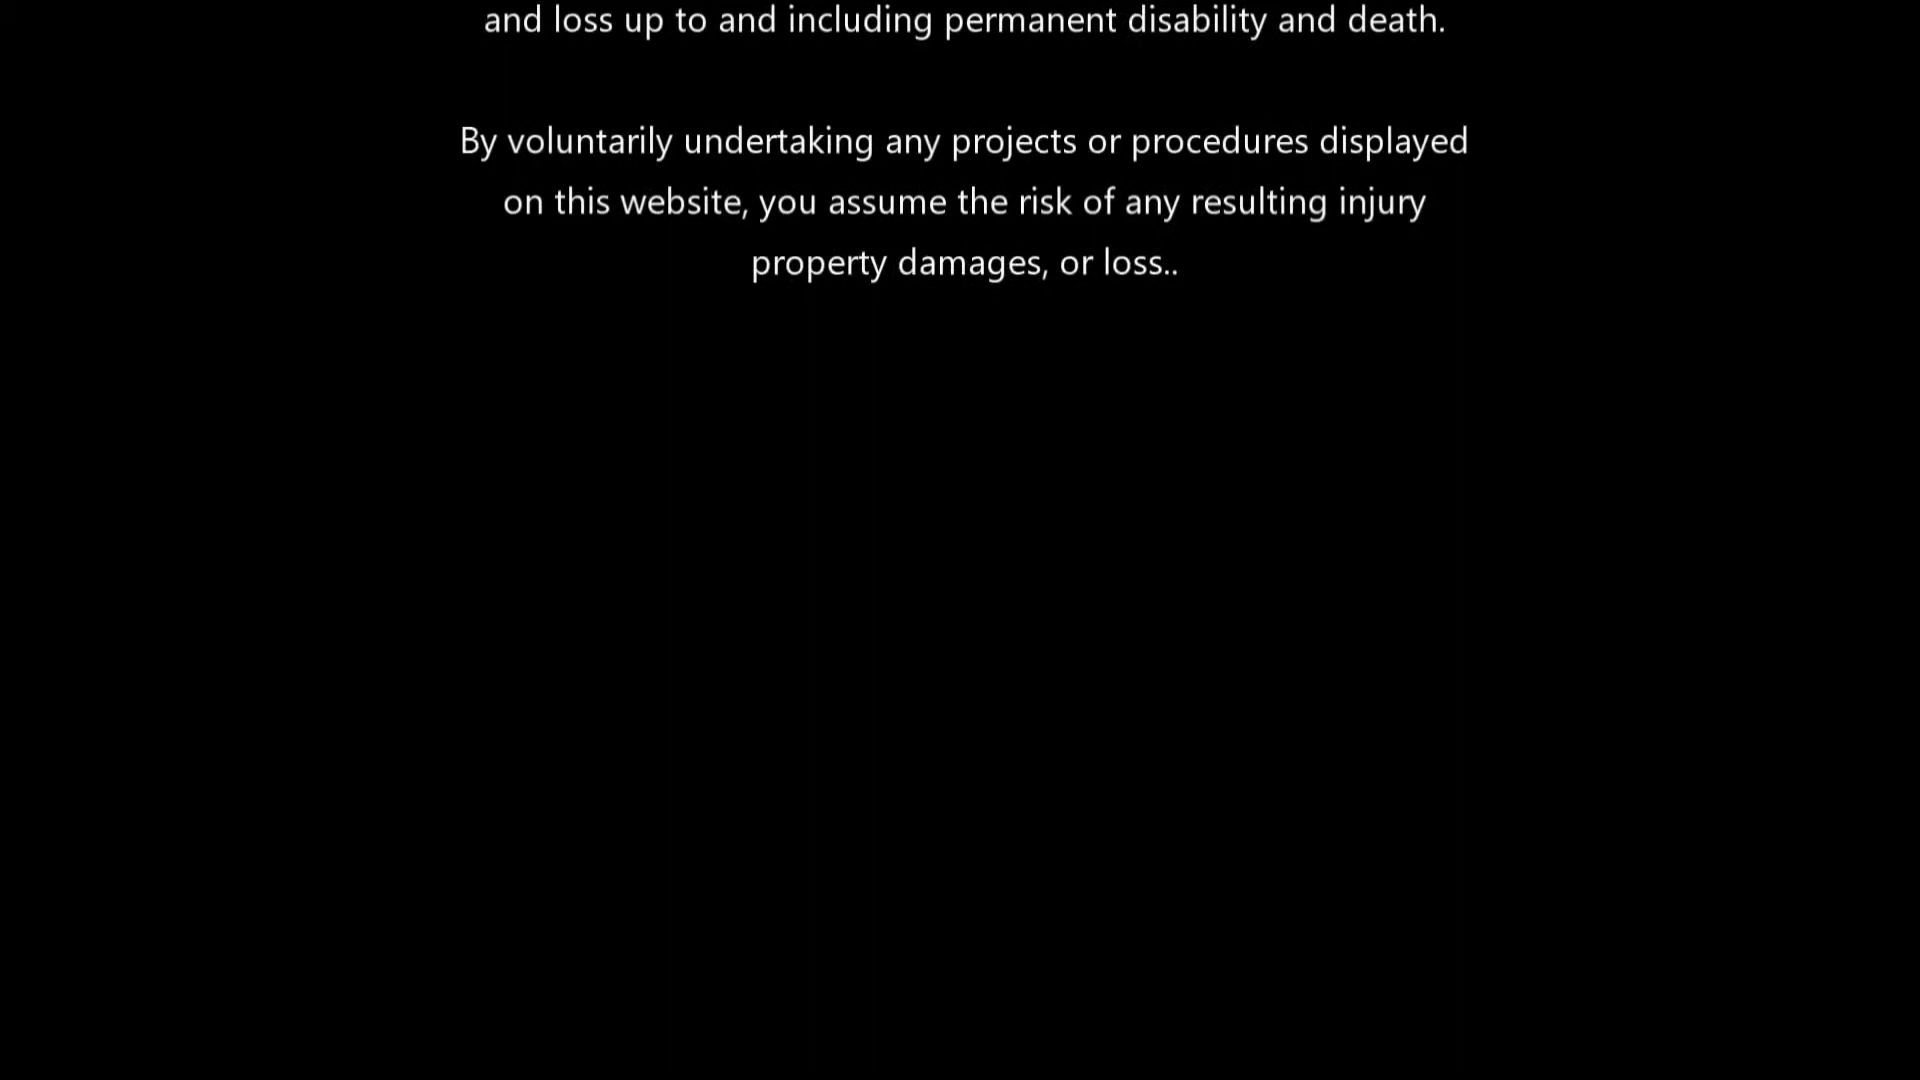 and loss up to and including permanent disability and death.
By voluntarily undertaking any projects or procedures displayed
on this website, you assume the risk of any resulting injury
property damages, or loss..